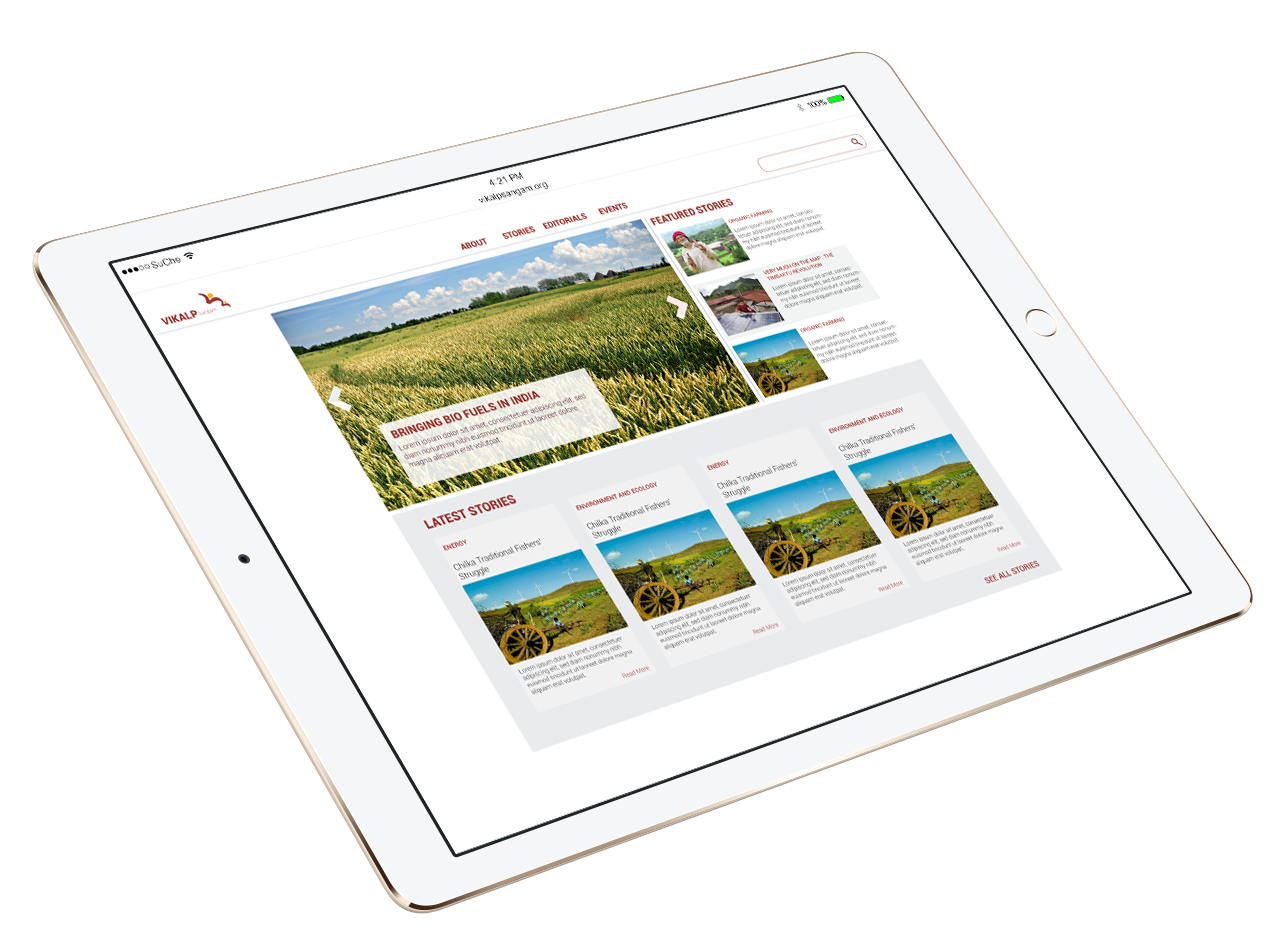 ●●●○○ SuChe
4:21 PM
100%
vikalpsangam.org
VIKALP sangam
ABOUT STORIES EDITORIALS EVENTS
BRINGING BIO FUELS IN INDIA
Lorem ipsum dolor sit amet, consectetuer adipiscing elit, sed
diam nonummy nibh euismod tincidunt ut laoreet dolore
magna aliquam erat volutpat.
FEATURED STORIES
ORGANIC FARMING
Lorem ipsum dolor sit amet, consec-
tetuer adipiscing elit, sed diam nonum-
my nibh euismod tincidunt ut laoreet
dolore magna aliquam erat volutpat.
VERY MUCH ON THE MAP : THE
TIMBAKTU REVOLUTION
Lorem ipsum dolor sit amet, consec-
tetuer adipiscing elit, sed diam nonum-
my nibh euismod tincidunt ut laoreet
dolore magna aliquam erat volutpat.
ORGANIC FARMING
Lorem ipsum dolor sit amet, consec-
tetuer adipiscing elit, sed diam nonum-
my nibh euismod tincidunt ut laoreet
dolore magna aliquam erat volutpat.
LATEST STORIES
ENERGY
Chilka Traditional Fishers'
Struggle
Lorem ipsum dolor sit amet, consectetuer
adipiscing elit, sed diam nonummy nibh
euismod tincidunt ut laoreet dolore magna
aliquam erat volutpat.
Read More
ENVIRONMENT AND ECOLOGY
Chilka Traditional Fishers'
Struggle
Lorem ipsum dolor sit amet, consectetuer
adipiscing elit, sed diam nonummy nibh
euismod tincidunt ut laoreet dolore magna
aliquam erat volutpat.
Read More
ENERGY
Chilka Traditional Fishers'
Struggle
Lorem ipsum dolor sit amet, consectetuer
adipiscing elit, sed diam nonummy nibh
euismod tincidunt ut laoreet dolore magna
aliquam erat volutpat.
Read More
ENVIRONMENT AND ECOLOGY
Chilka Traditional Fishers'
Struggle
Lorem ipsum dolor sit amet, consectetuer
adipiscing elit, sed diam nonummy nibh
euismod tincidunt ut laoreet dolore magna
aliquam erat volutpat.
Read More
SEE ALL STORIES